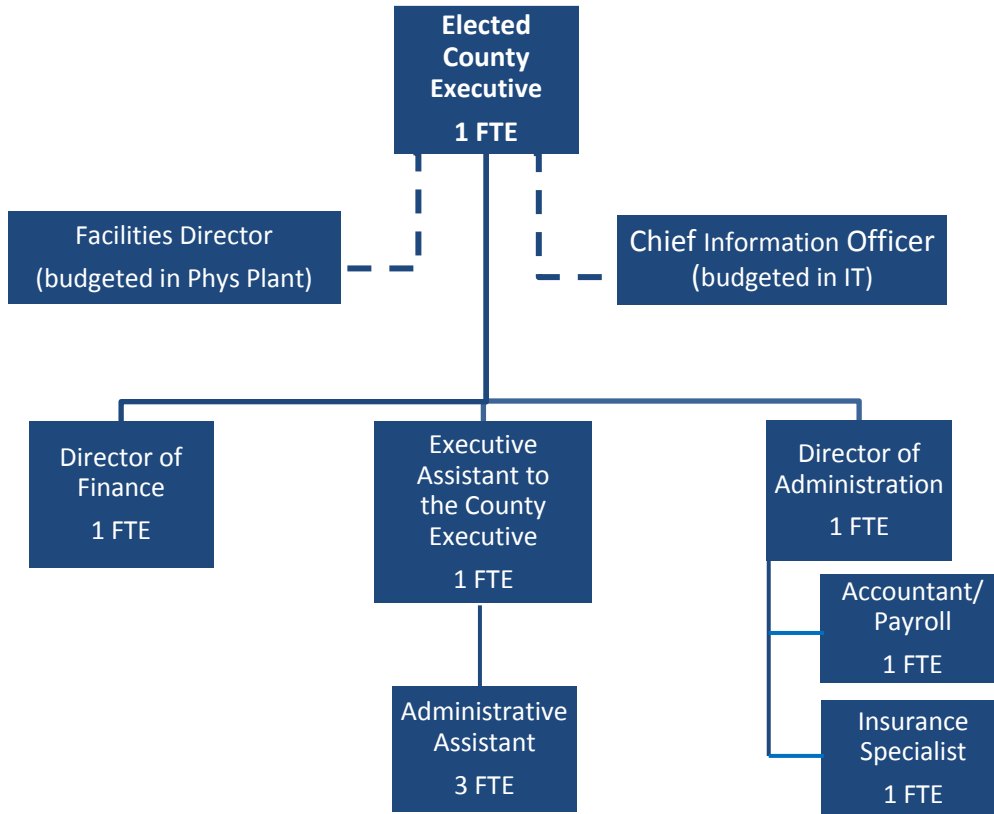 Elected
County
Executive
1 FTE
Facilities Director
(budgeted in Phys Plant)
Chief Information Officer
(budgeted in IT)
Director of
Finance
1 FTE
Executive
Assistant to
the County
Executive
1 FTE
Director of
Administration
1 FTE
Accountant/
Payroll
1 FTE
Administrative
Assistant
3 FTE
Insurance
Specialist
1 FTE